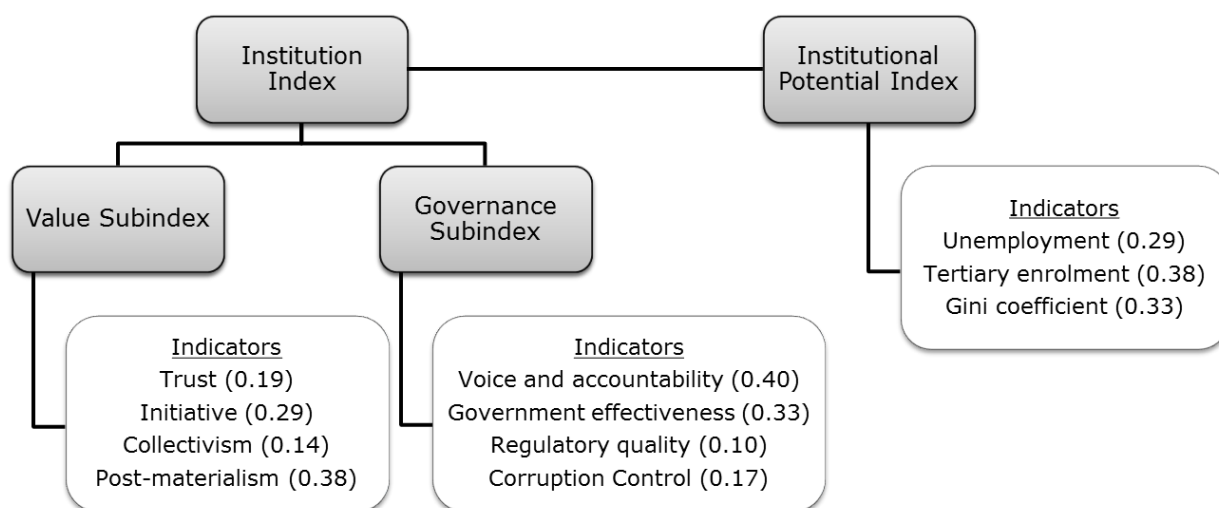 Institution
Index
Institutional
Potential Index
Value Subindex
Governance
Subindex
Indicators
Unemployment (0.29)
Tertiary enrolment (0.38)
Gini coefficient (0.33)
Indicators
Trust (0.19)
Initiative (0.29)
Collectivism (0.14)
Post-materialism (0.38)
Indicators
Voice and accountability (0.40)
Government effectiveness (0.33)
Regulatory quality (0.10)
Corruption Control (0.17)